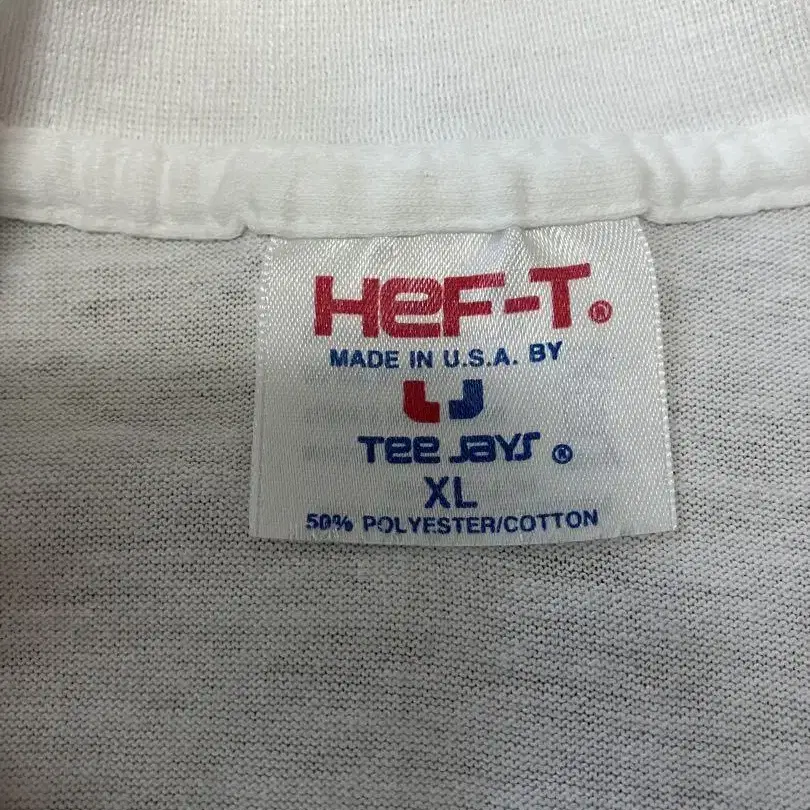 HeF-T®
MADE IN U.S.A. BY
Tee Jays ®
XL
50% POLYESTER/COTTON